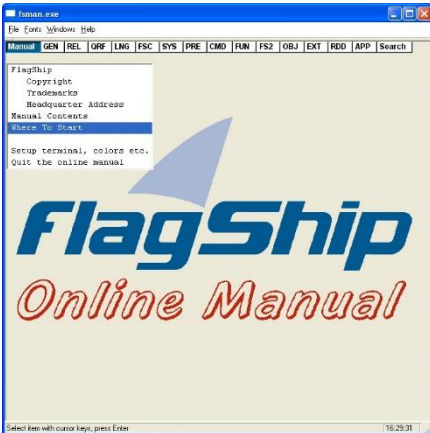 fsman.exe
File Fonts Windows Help
Manual GEN REL QRF LNG FSC SYS PRE CMD FUN FS2 OBJ EXT RDD APP Search
FlagShip
Copyright
Trademarks
Headquarter Address
Manual Contents
Where To Start
Setup terminal, colors etc.
Quit the online manual
FlagShip
Online Manual
Select item with cursor keys, press Enter 16:29:31